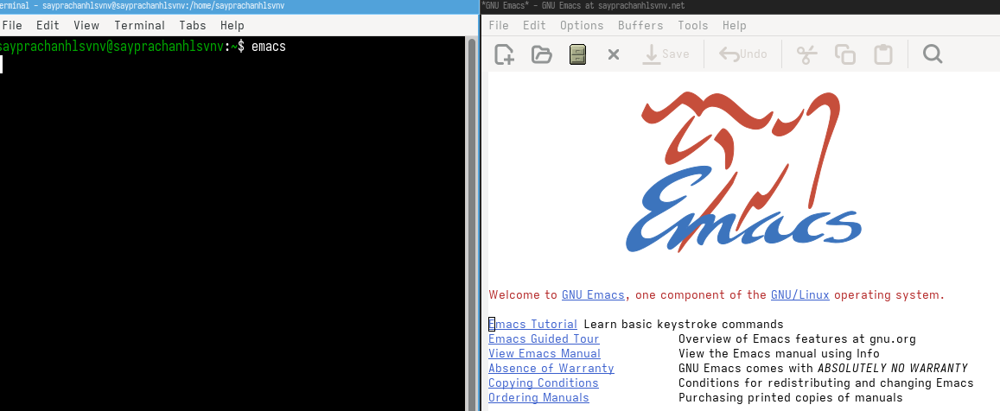 erminal - sayprachanhlsvnv@sayprachanhlsvnv:/home/sayprachanhlsvnv
File Edit View Terminal Tabs Help
sayprachanhlsvnv@sayprachanhlsvnv:~$ emacs
*GNU Emacs* - GNU Emacs at sayprachanhlsvnv.net
File Edit Options Buffers Tools Help
Save Undo
Emacs
Welcome to GNU Emacs, one component of the GNU/Linux operating system.
Emacs Tutorial Learn basic keystroke commands
Emacs Guided Tour Overview of Emacs features at gnu.org
View Emacs Manual View the Emacs manual using Info
Absence of Warranty GNU Emacs comes with ABSOLUTELY NO WARRANTY
Copying Conditions Conditions for redistributing and changing Emacs
Ordering Manuals Purchasing printed copies of manuals